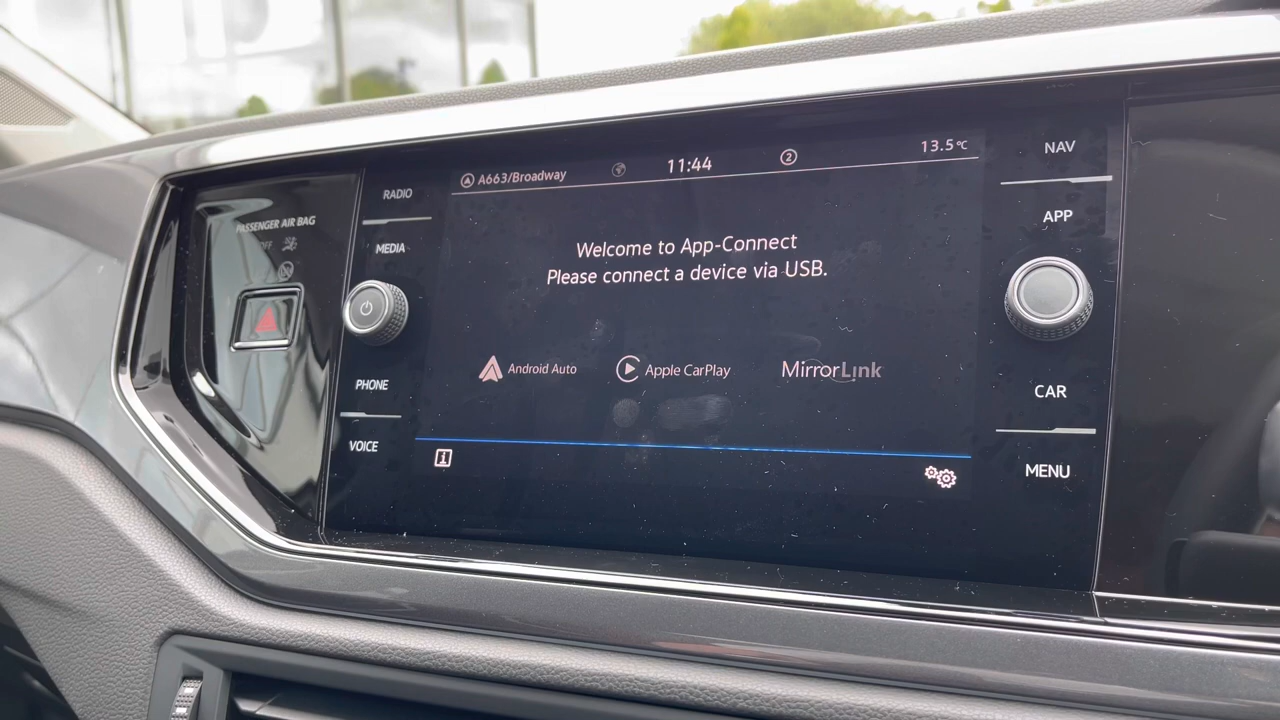 PASSENGER AIR BAG
OFF
RADIO
MEDIA
PHONE
VOICE
A663/Broadway
11:44
2
13.5°C
Welcome to App-Connect
Please connect a device via USB.
Android Auto
Apple CarPlay
MirrorLink
i
NAV
APP
CAR
MENU